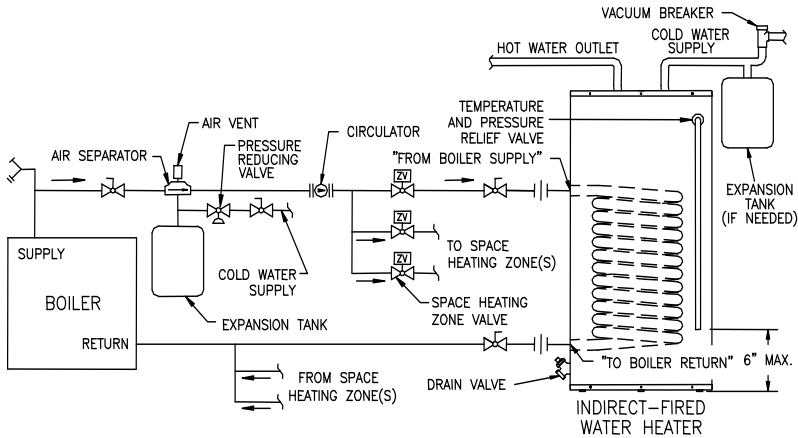 VACUUM BREAKER
HOT WATER OUTLET
COLD WATER
SUPPLY
TEMPERATURE
AND PRESSURE
RELIEF VALVE
AIR VENT
CIRCULATOR
PRESSURE
REDUCING
VALVE
AIR SEPARATOR
"FROM BOILER SUPPLY"
ZV
EXPANSION
TANK
(IF NEEDED)
ZV
SUPPLY
TO SPACE
HEATING ZONE(S)
ZV
COLD WATER
SUPPLY
BOILER
SPACE HEATING
ZONE VALVE
EXPANSION TANK
RETURN
"TO BOILER RETURN"
6" MAX.
FROM SPACE
HEATING ZONE(S)
DRAIN VALVE
INDIRECT-FIRED
WATER HEATER